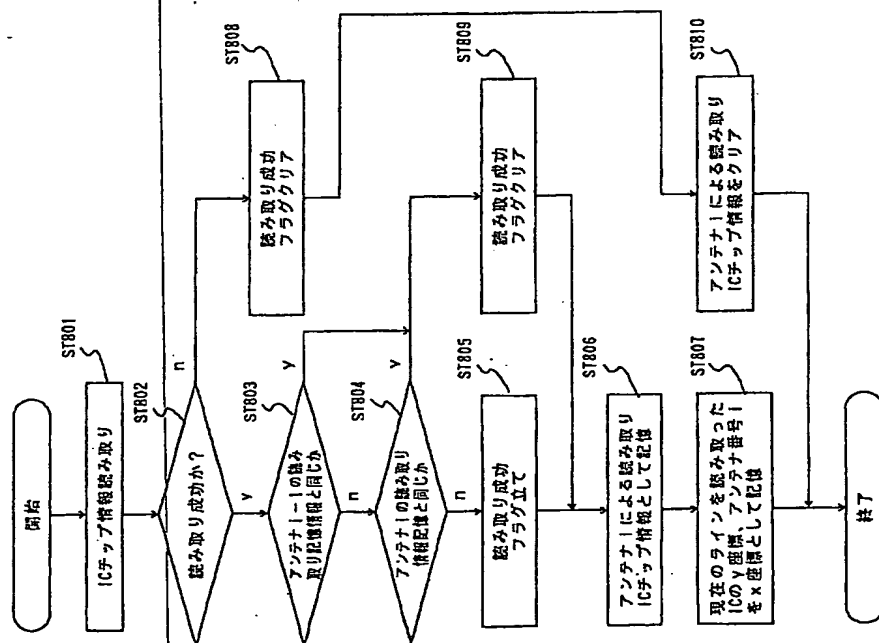 開始
ICチップ情報読み取り
ST801
読み取り成功か?
ST802
n
y
読み取り成功
フラグクリア
ST808
アンテナI-1の読み
取り記憶情報と同じか
ST803
y
n
アンテナIの読み取り
情報記憶と同じか
ST804
y
n
読み取り成功
フラグ立て
ST805
読み取り成功
フラグクリア
ST809
アンテナIによる読み取り
ICチップ情報として記憶
ST806
現在のラインを読み取った
ICのy座標、アンテナ番号I
をx座標として記憶
ST807
アンテナIによる読み取り
ICチップ情報をクリア
ST810
終了